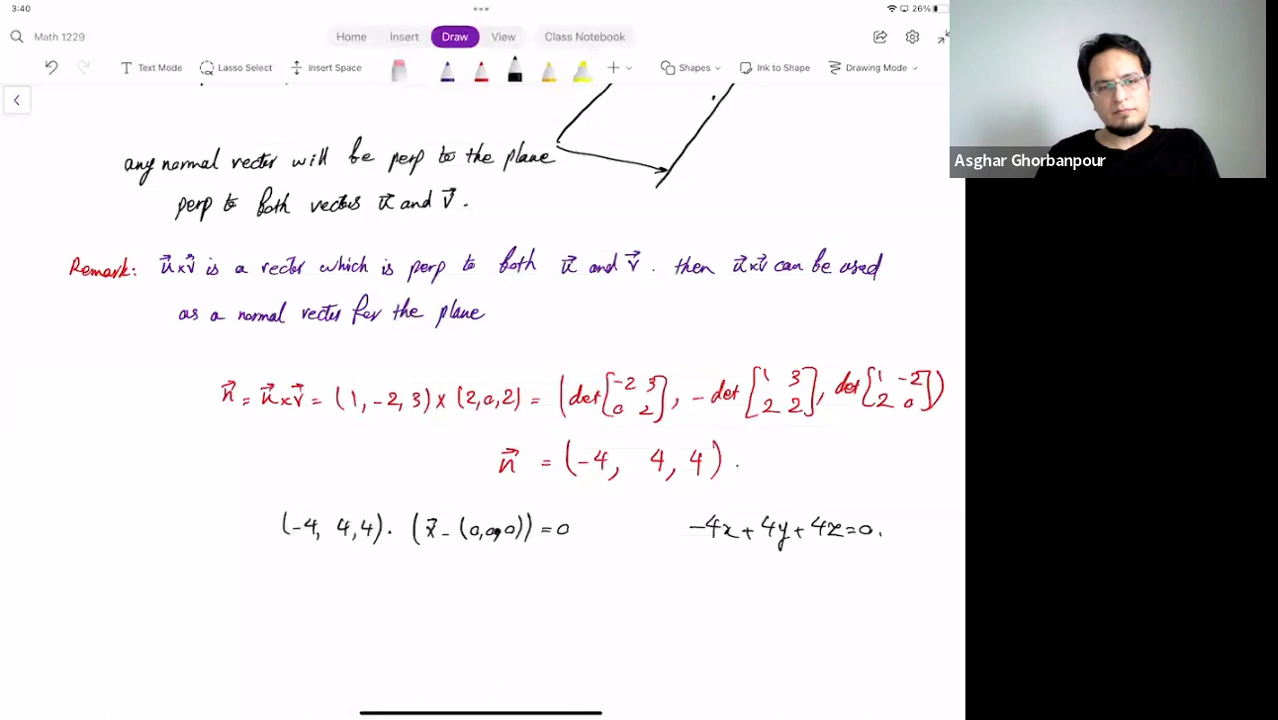 3:40
26%
Math 1229
Home Insert Draw View Class Notebook
Text Mode Lasso Select Insert Space Shapes Ink to Shape Drawing Mode
Asghar Ghorbanpour
any normal vector will be perp to the plane
perp to both vectors u⃗ and v⃗.
Remark: u⃗×v⃗ is a vector which is perp to both u⃗ and v⃗. then u⃗×v⃗ can be used
as a normal vector for the plane
n⃗ = u⃗×v⃗ = (1, -2, 3) × (2, 0, 2) = (det[-2 3; 0 2], -det[1 3; 2 2], det[1 -2; 2 0])
n⃗ = (-4, 4, 4).
(-4, 4, 4). (x⃗ - (0,0,0)) = 0 -4x + 4y + 4z = 0.